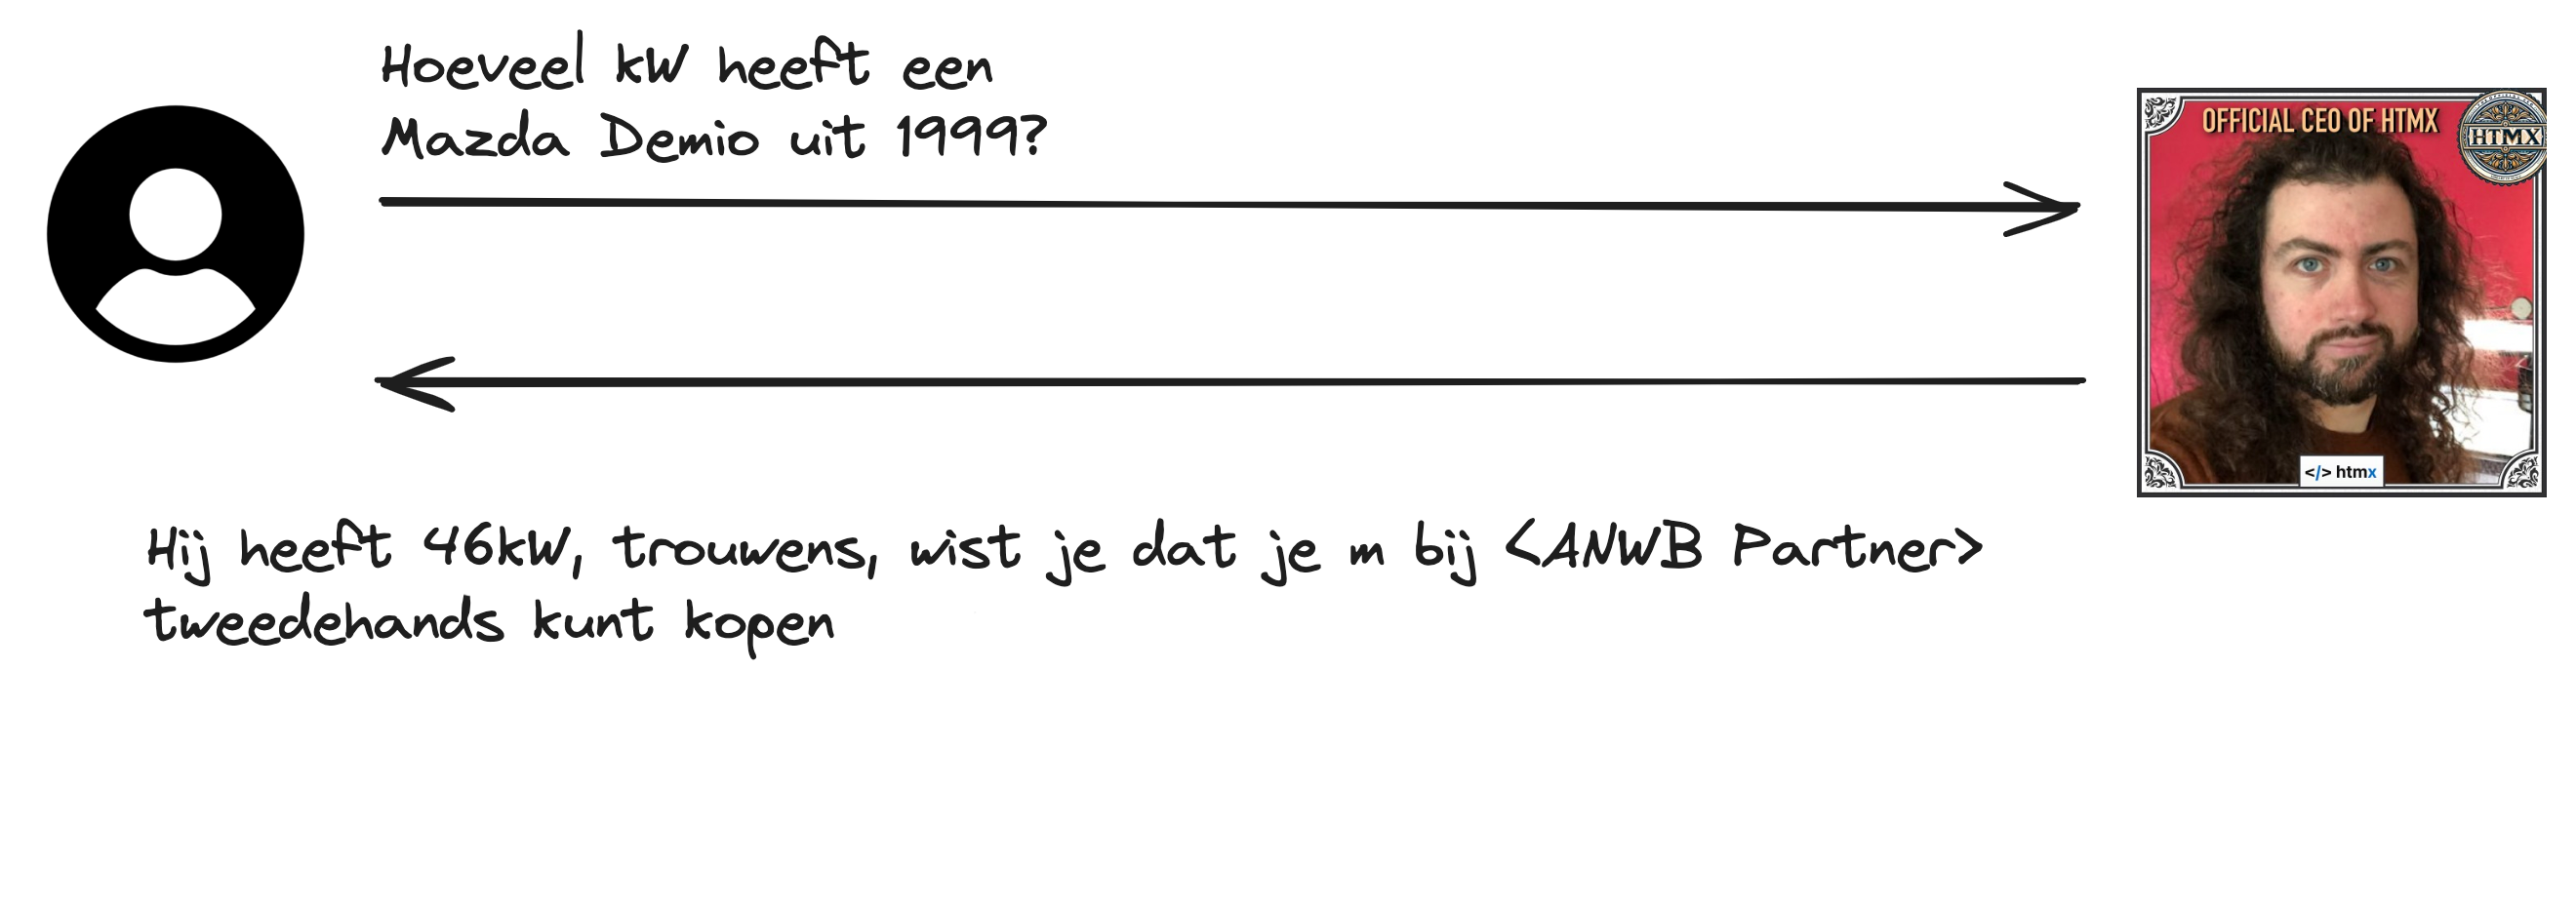 Hoeveel kW heeft een
Mazda Demio uit 1999?
OFFICIAL CEO OF HTMX
HTMX
</> htmx
Hij heeft 46kW, trouwens, wist je dat je m bij <ANWB Partner>
tweedehands kunt kopen